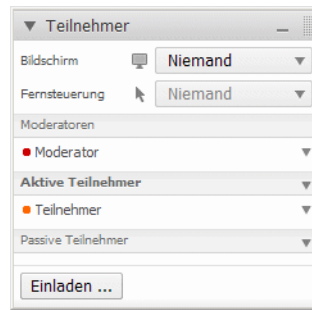 Teilnehmer
Bildschirm Niemand
Fernsteuerung Niemand
Moderatoren
Moderator
Aktive Teilnehmer
Teilnehmer
Passive Teilnehmer
Einladen ...